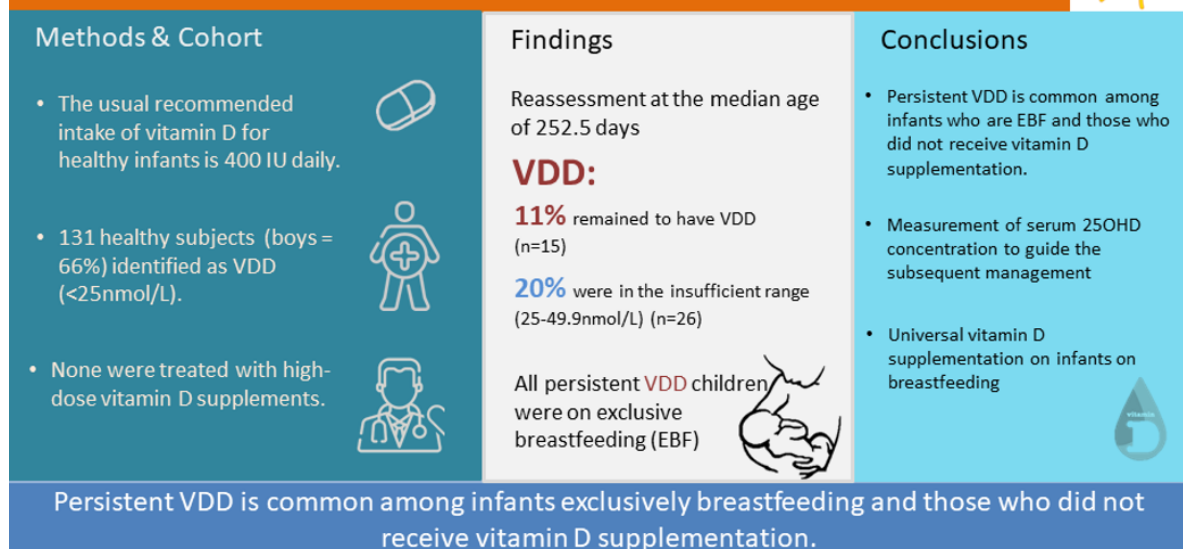 Methods & Cohort
• The usual recommended
intake of vitamin D for
healthy infants is 400 IU daily.
• 131 healthy subjects (boys =
66%) identified as VDD
(<25nmol/L).
• None were treated with high-
dose vitamin D supplements.
Findings
Reassessment at the median age
of 252.5 days
VDD:
11% remained to have VDD
(n=15)
20% were in the insufficient range
(25-49.9nmol/L) (n=26)
All persistent VDD children
were on exclusive
breastfeeding (EBF)
Conclusions
• Persistent VDD is common among
infants who are EBF and those who
did not receive vitamin D
supplementation.
• Measurement of serum 25OHD
concentration to guide the
subsequent management
• Universal vitamin D
supplementation on infants on
breastfeeding
vitamin
D
Persistent VDD is common among infants exclusively breastfeeding and those who did not
receive vitamin D supplementation.